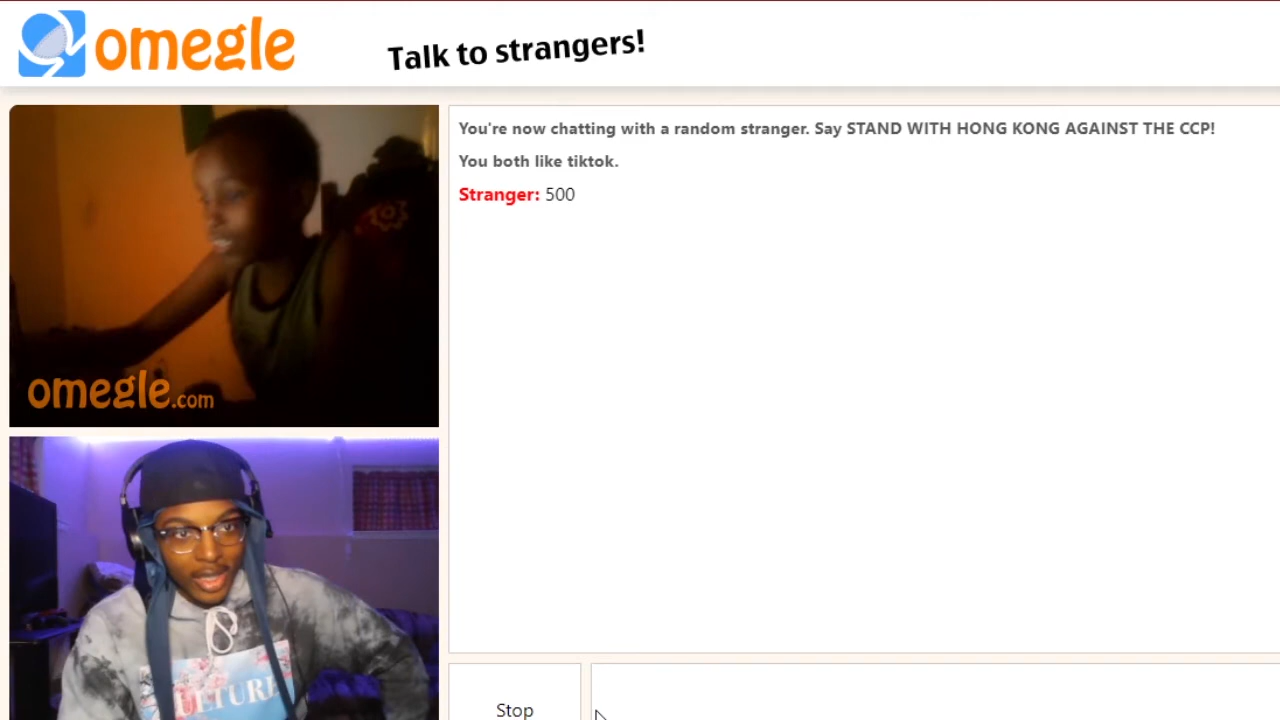 omegle
Talk to strangers!
You're now chatting with a random stranger. Say STAND WITH HONG KONG AGAINST THE CCP!
You both like tiktok.
Stranger: 500
omegle.com
CULTURE
Stop